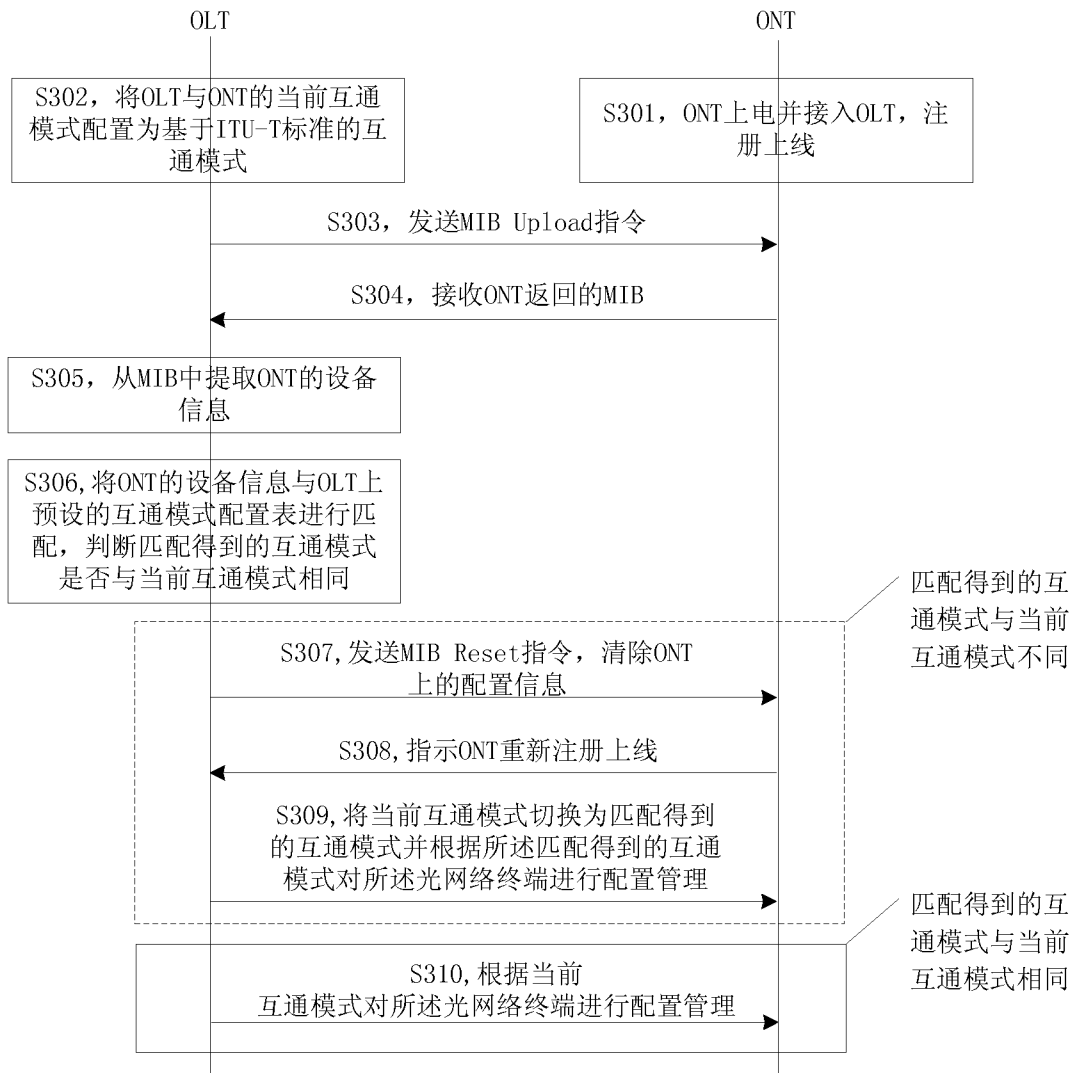 OLT
ONT
S302，将OLT与ONT的当前互通
模式配置为基于ITU-T标准的互
通模式
S301，ONT上电并接入OLT，注
册上线
S303，发送MIB Upload指令
S304，接收ONT返回的MIB
S305，从MIB中提取ONT的设备
信息
S306,将ONT的设备信息与OLT上
预设的互通模式配置表进行匹
配，判断匹配得到的互通模式
是否与当前互通模式相同
匹配得到的互
通模式与当前
互通模式不同
S307,发送MIB Reset指令，清除ONT
上的配置信息
S308,指示ONT重新注册上线
S309,将当前互通模式切换为匹配得到
的互通模式并根据所述匹配得到的互通
模式对所述光网络终端进行配置管理
匹配得到的互
通模式与当前
互通模式相同
S310,根据当前
互通模式对所述光网络终端进行配置管理